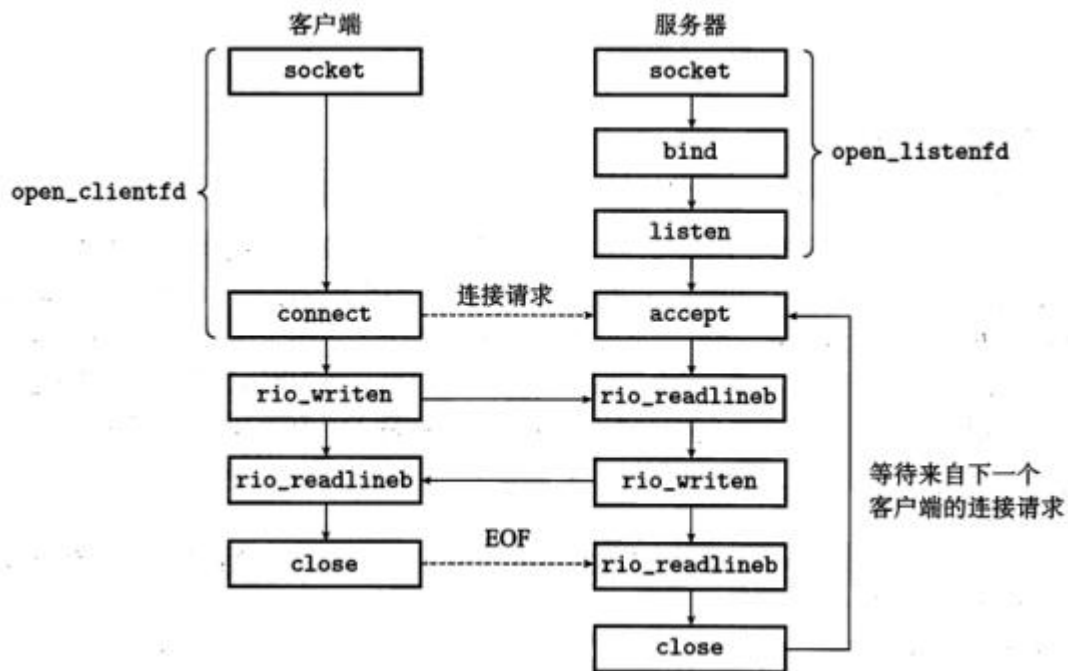 客户端
服务器
socket
socket
bind
open_listenfd
open_clientfd
listen
连接请求
connect
accept
rio_writen
rio_readlineb
rio_readlineb
rio_writen
等待来自下一个
客户端的连接请求
EOF
close
rio_readlineb
close